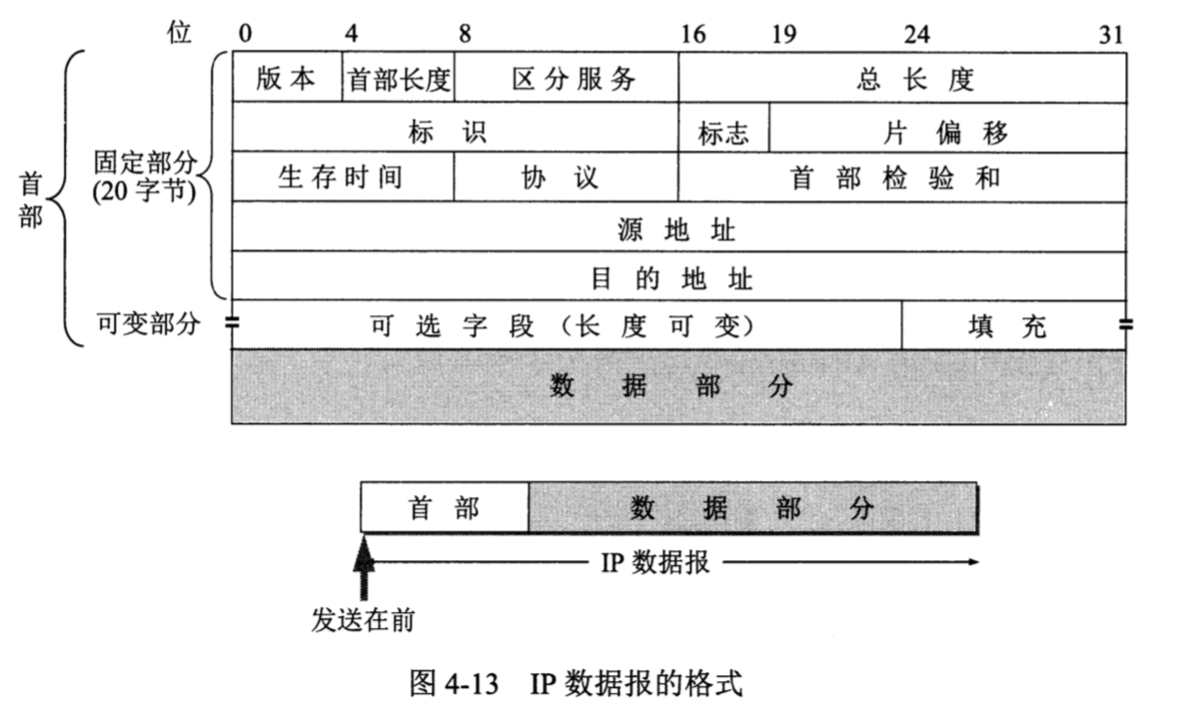 位 0 4 8 16 19 24 31
版本 首部长度 区分服务 总长度
标识 标志 片偏移
固定部分
(20 字节)
首部
生存时间 协议 首部检验和
源地址
目的地址
可变部分 可选字段(长度可变) 填充
数据部分
首部 数据部分
IP 数据报
发送在前
图 4-13 IP 数据报的格式